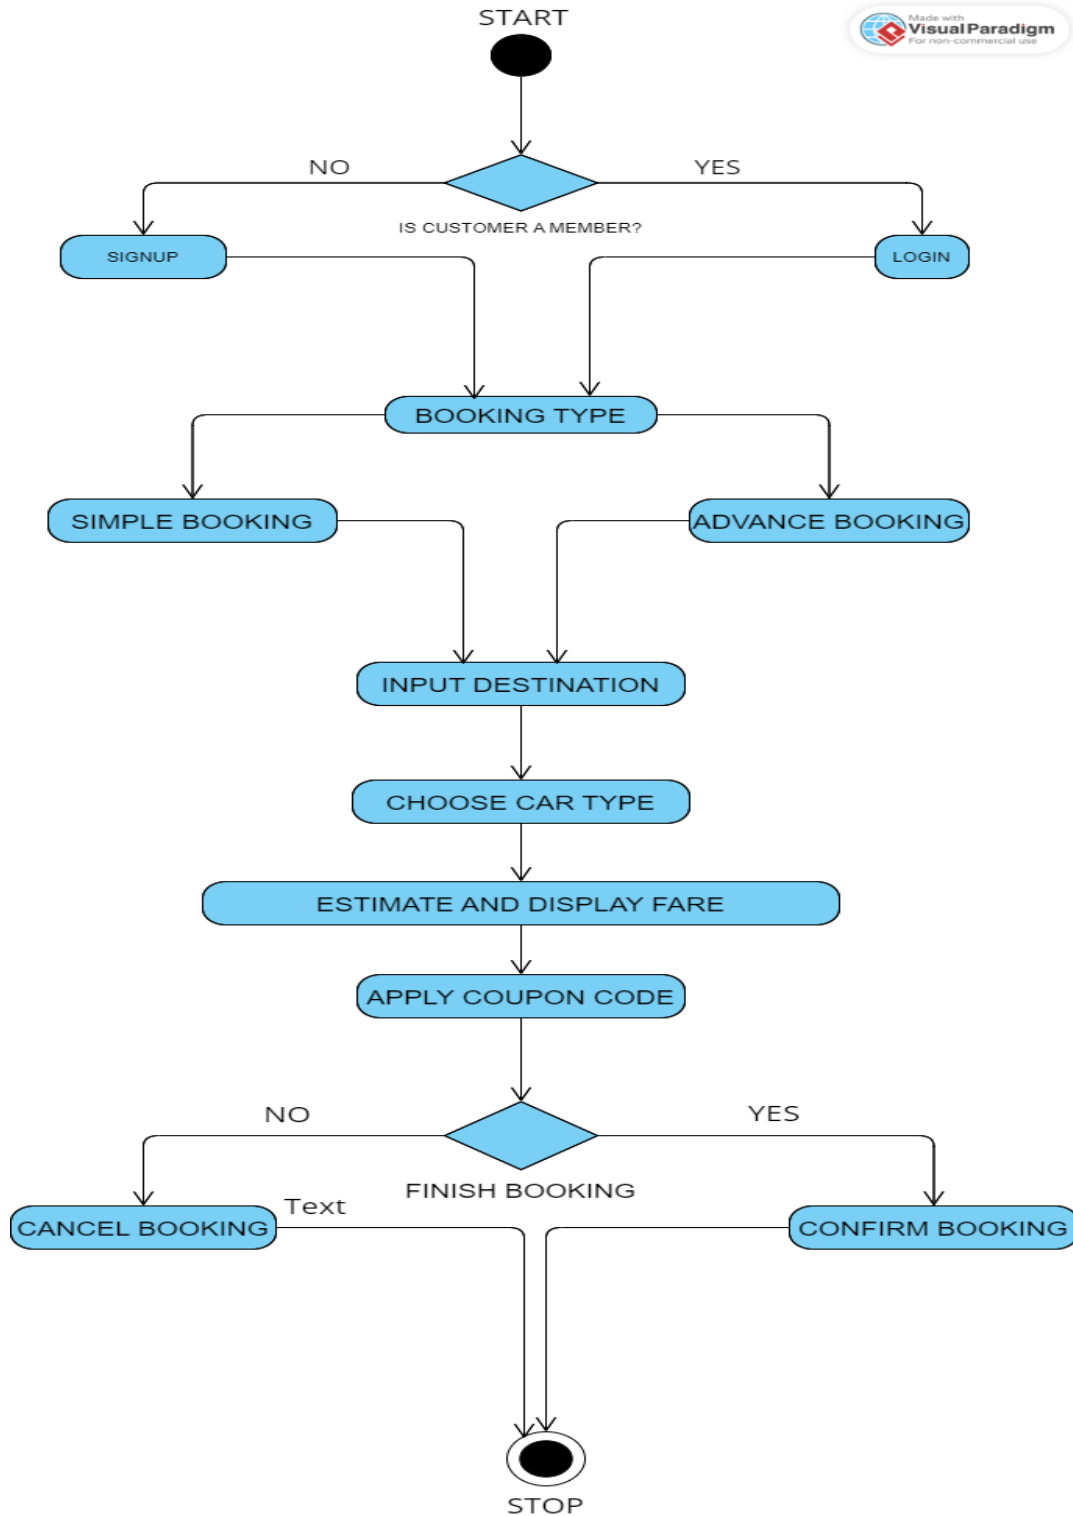 START
Made with
Visual Paradigm
For non-commercial use
NO
YES
IS CUSTOMER A MEMBER?
SIGNUP
LOGIN
BOOKING TYPE
SIMPLE BOOKING
ADVANCE BOOKING
INPUT DESTINATION
CHOOSE CAR TYPE
ESTIMATE AND DISPLAY FARE
APPLY COUPON CODE
NO
YES
FINISH BOOKING
Text
CANCEL BOOKING
CONFIRM BOOKING
STOP